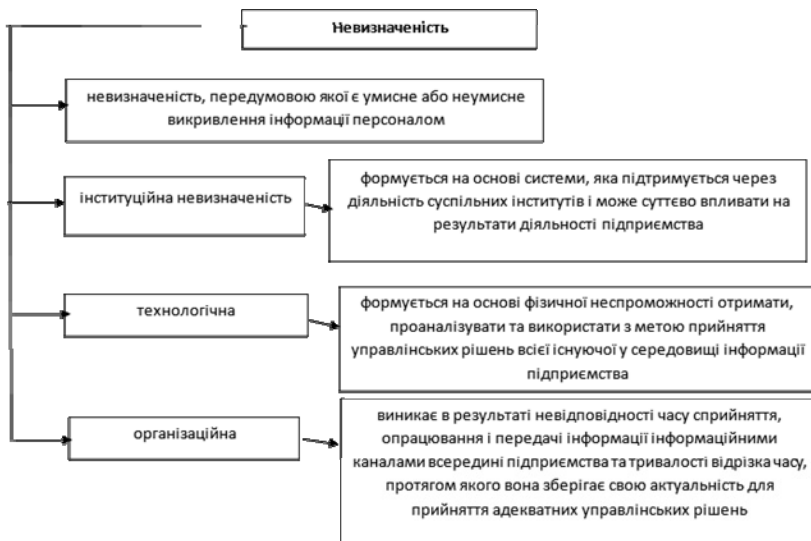 Невизначеність
невизначеність, передумовою якої є умисне або неумисне
викривлення інформації персоналом
інституційна невизначеність
формується на основі системи, яка підтримується через
діяльність суспільних інститутів і може суттєво впливати на
результати діяльності підприємства
технологічна
формується на основі фізичної неспроможності отримати,
проаналізувати та використати з метою прийняття
управлінських рішень всієї існуючої у середовищі інформації
підприємства
організаційна
виникає в результаті невідповідності часу сприйняття,
опрацювання і передачі інформації інформаційними
каналами всередині підприємства та тривалості відрізка часу,
протягом якого вона зберігає свою актуальність для
прийняття адекватних управлінських рішень